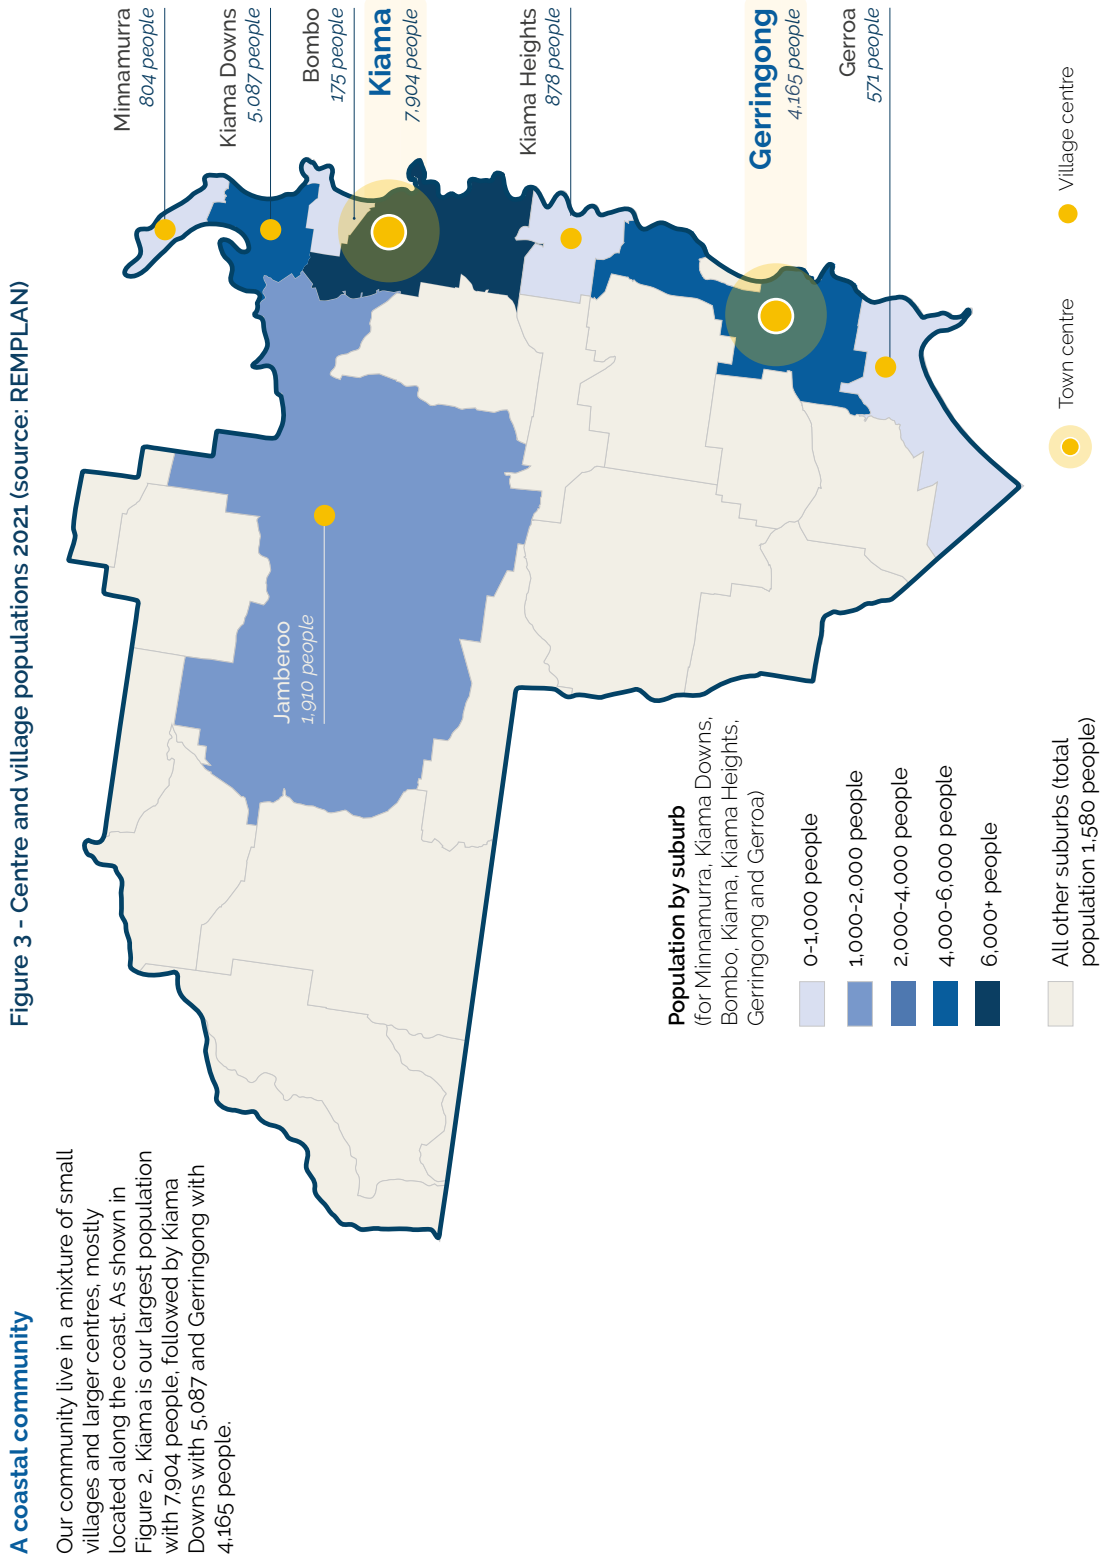 A coastal community
Our community live in a mixture of small
villages and larger centres, mostly
located along the coast. As shown in
Figure 2, Kiama is our largest population
with 7,904 people, followed by Kiama
Downs with 5,087 and Gerringong with
4,165 people.
Figure 3 - Centre and village populations 2021 (source: REMPLAN)
Minnamurra
804 people
Kiama Downs
5,087 people
Bombo
175 people
Kiama
7,904 people
Kiama Heights
878 people
Gerringong
4,165 people
Gerroa
571 people
Jamberoo
1,910 people
Population by suburb
(for Minnamurra, Kiama Downs,
Bombo, Kiama, Kiama Heights,
Gerringong and Gerroa)
0-1,000 people
1,000-2,000 people
2,000-4,000 people
4,000-6,000 people
6,000+ people
All other suburbs (total
population 1,580 people)
Town centre
Village centre